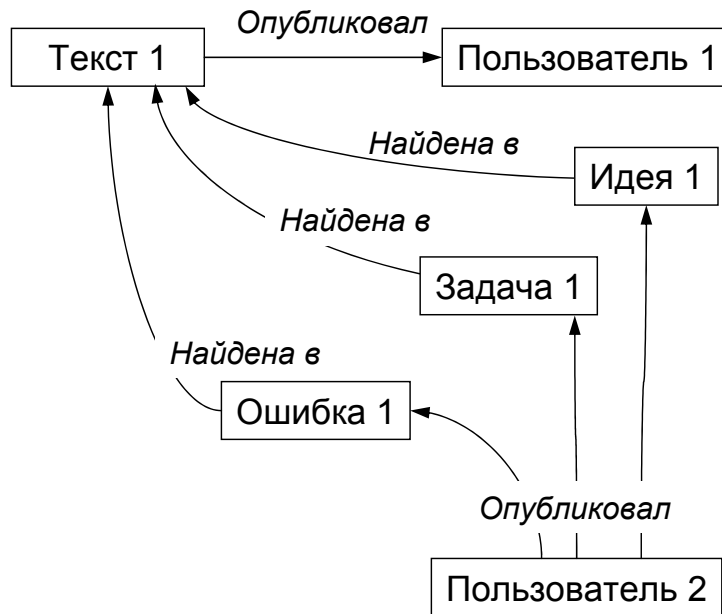 Опубликовал
Текст 1
Пользователь 1
Найдена в
Идея 1
Найдена в
Задача 1
Найдена в
Ошибка 1
Опубликовал
Пользователь 2